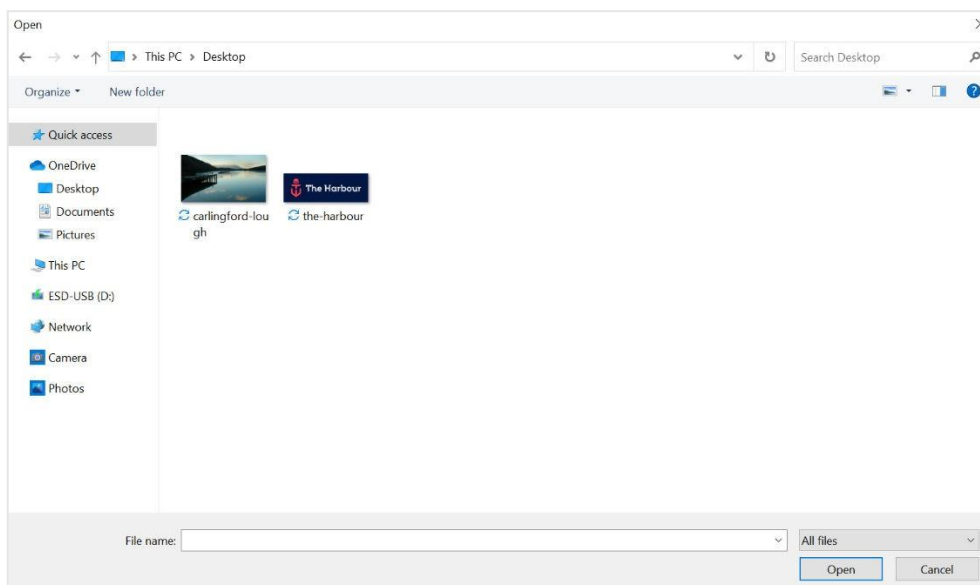 Open
This PC > Desktop
Search Desktop
Organize
New folder
Quick access
OneDrive
Desktop
Documents
Pictures
This PC
ESD-USB (D:)
Network
Camera
Photos
The Harbour
carlingford-lou
gh
the-harbour
File name:
All files
Open
Cancel